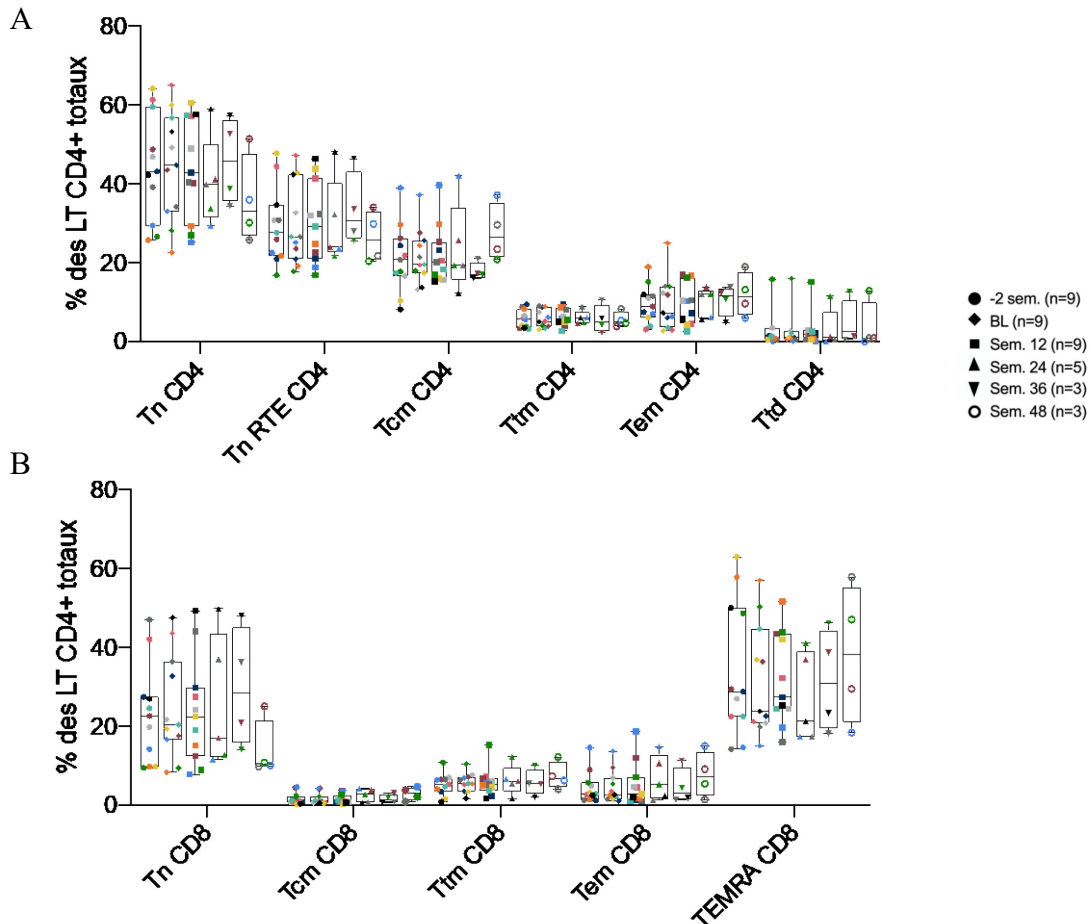 A
80
60
40
20
0
% des LT CD4+ totaux
Tn CD4
Tn RTE CD4
Tcm CD4
Ttm CD4
Tem CD4
Ttd CD4
-2 sem. (n=9)
BL (n=9)
Sem. 12 (n=9)
Sem. 24 (n=5)
Sem. 36 (n=3)
Sem. 48 (n=3)
B
80
60
40
20
0
% des LT CD4+ totaux
Tn CD8
Tcm CD8
Ttm CD8
Tem CD8
TEMRA CD8